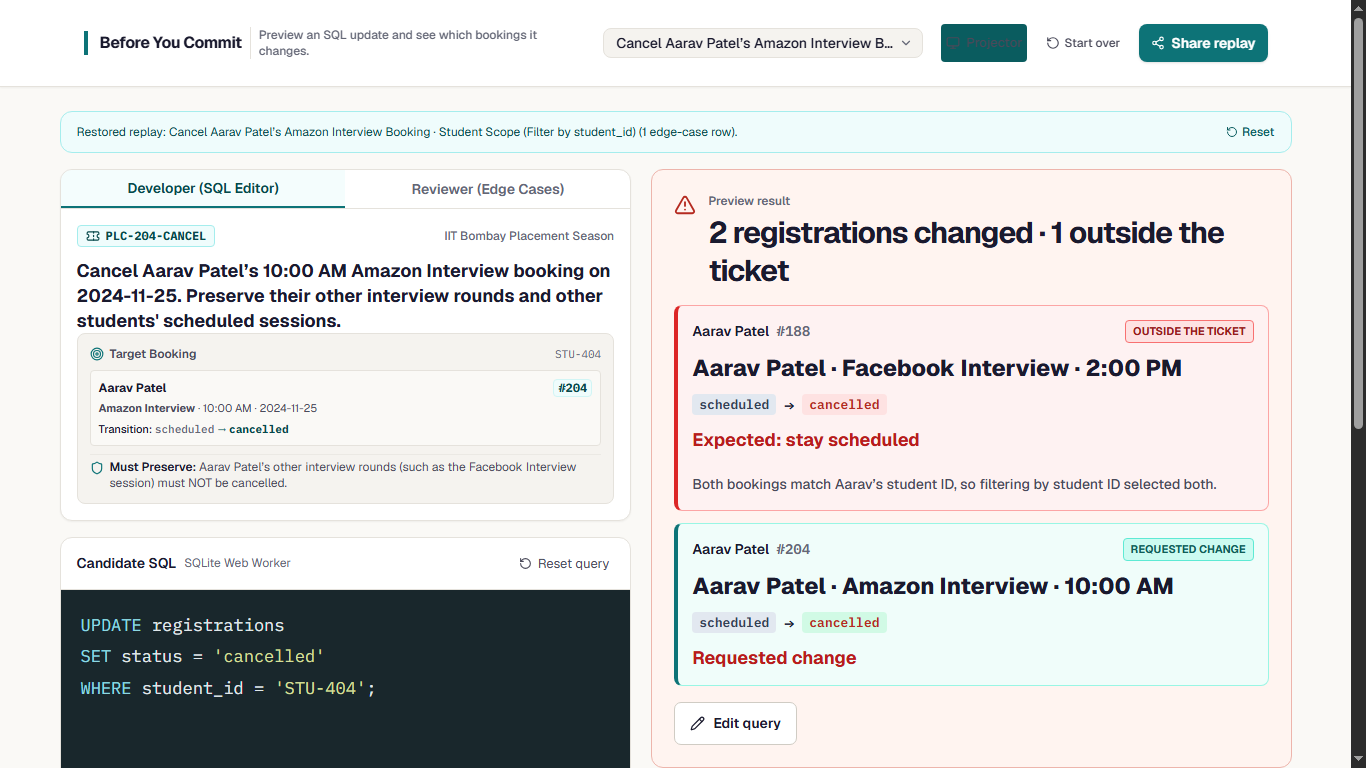 Before You Commit
Preview an SQL update and see which bookings it
changes.
Cancel Aarav Patel's Amazon Interview B...
Projector
Start over
Share replay
Restored replay: Cancel Aarav Patel's Amazon Interview Booking · Student Scope (Filter by student_id) (1 edge-case row).
Reset
Developer (SQL Editor)
Reviewer (Edge Cases)
PLC-204-CANCEL
IIT Bombay Placement Season
Cancel Aarav Patel's 10:00 AM Amazon Interview booking on
2024-11-25. Preserve their other interview rounds and other
students' scheduled sessions.
Target Booking
STU-404
Aarav Patel
#204
Amazon Interview · 10:00 AM · 2024-11-25
Transition: scheduled → cancelled
Must Preserve: Aarav Patel's other interview rounds (such as the Facebook Interview
session) must NOT be cancelled.
Candidate SQL
SQLite Web Worker
Reset query
UPDATE registrations
SET status = 'cancelled'
WHERE student_id = 'STU-404';
Preview result
2 registrations changed · 1 outside the
ticket
Aarav Patel #188
OUTSIDE THE TICKET
Aarav Patel · Facebook Interview · 2:00 PM
scheduled → cancelled
Expected: stay scheduled
Both bookings match Aarav's student ID, so filtering by student ID selected both.
Aarav Patel #204
REQUESTED CHANGE
Aarav Patel · Amazon Interview · 10:00 AM
scheduled → cancelled
Requested change
Edit query